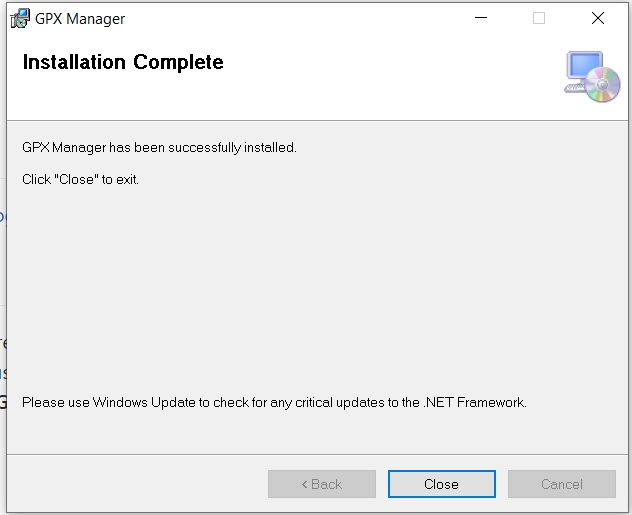 GPX Manager
Installation Complete
GPX Manager has been successfully installed.
Click "Close" to exit.
Please use Windows Update to check for any critical updates to the .NET Framework.
< Back
Close
Cancel